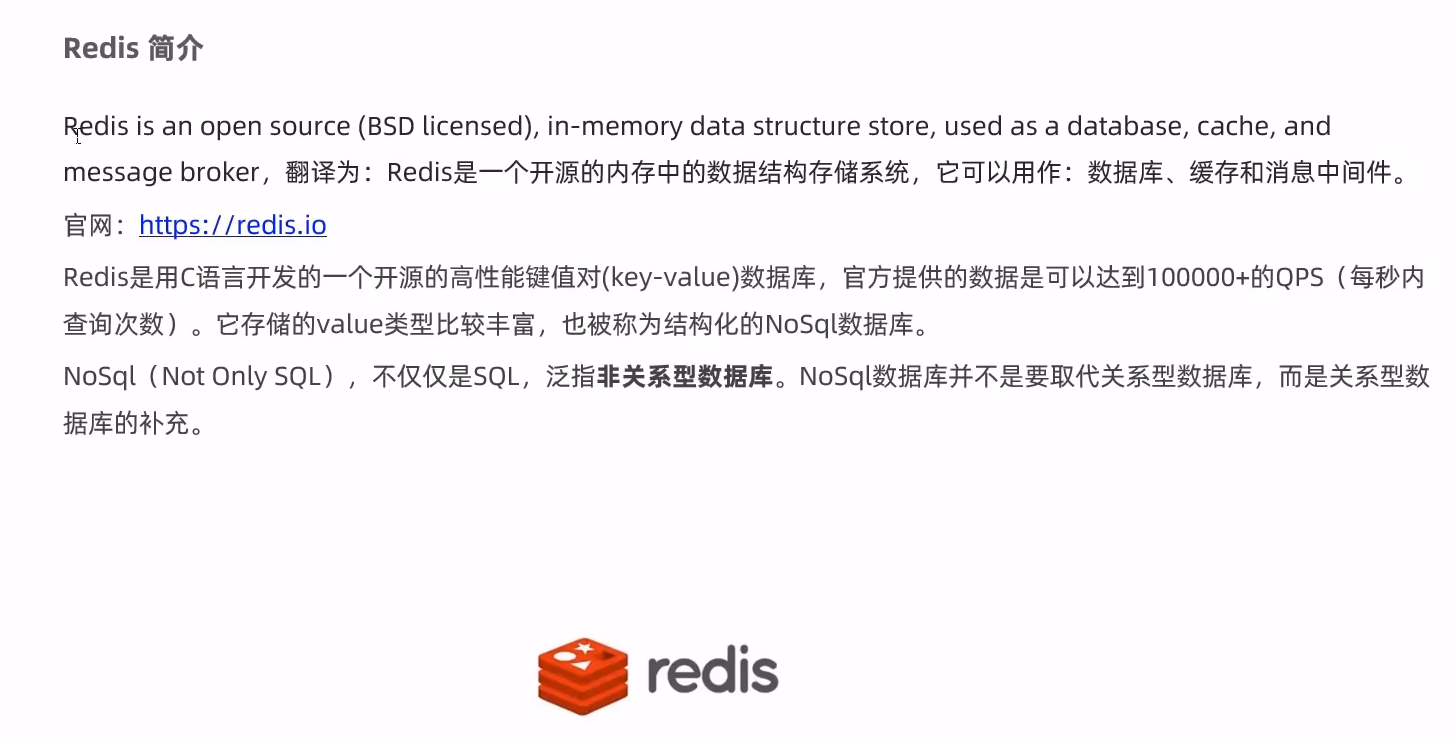 Redis 简介
Redis is an open source (BSD licensed), in-memory data structure store, used as a database, cache, and
message broker，翻译为：Redis是一个开源的内存中的数据结构存储系统，它可以用作：数据库、缓存和消息中间件。
官网：https://redis.io
Redis是用C语言开发的一个开源的高性能键值对(key-value)数据库，官方提供的数据是可以达到100000+的QPS（每秒内
查询次数）。它存储的value类型比较丰富，也被称为结构化的NoSql数据库。
NoSql（Not Only SQL），不仅仅是SQL，泛指非关系型数据库。NoSql数据库并不是要取代关系型数据库，而是关系型数
据库的补充。
redis